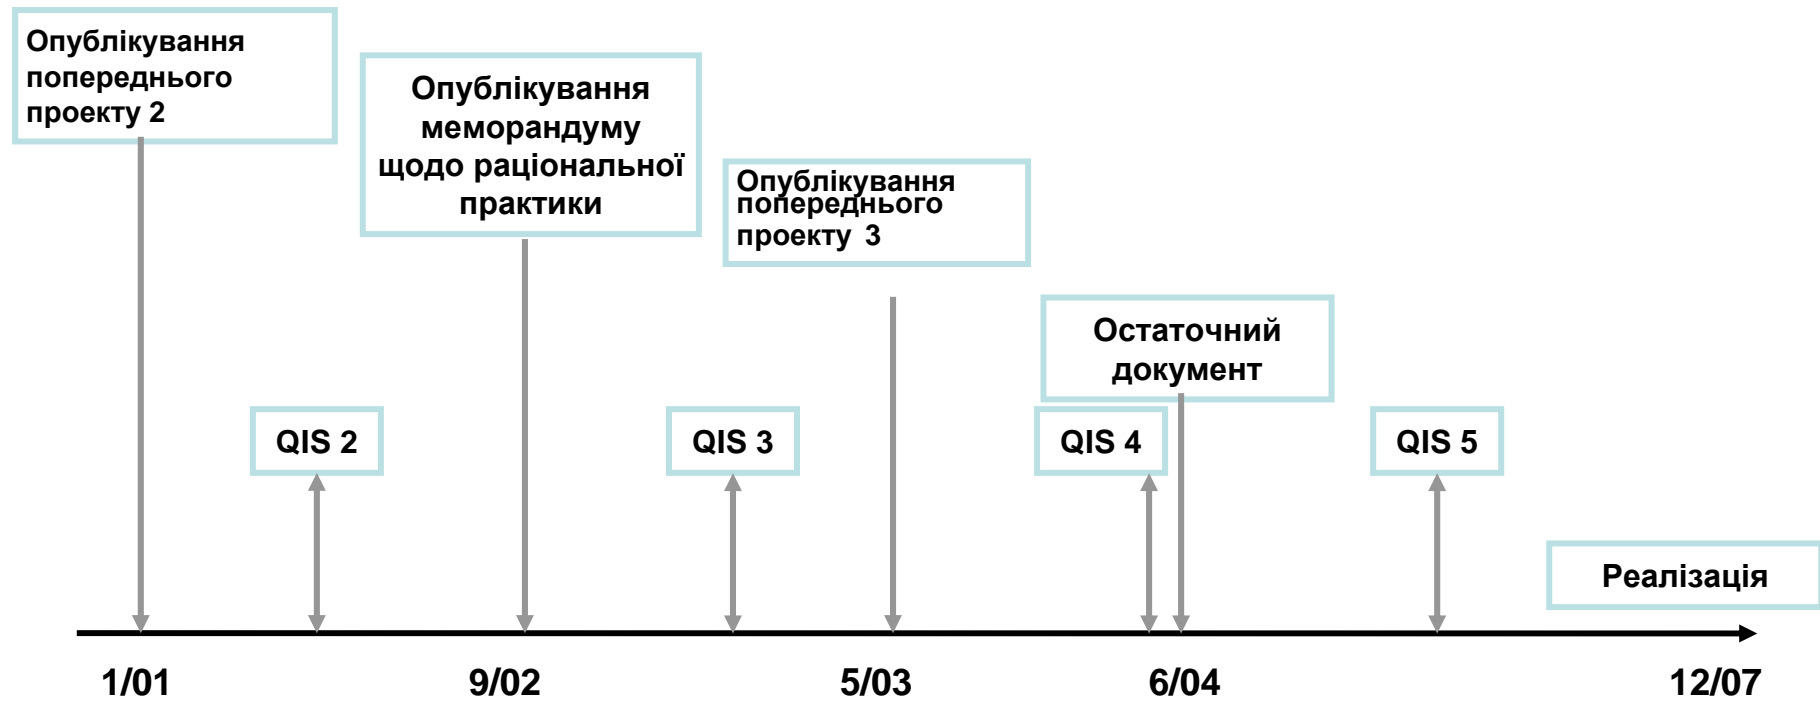 Опублікування
попереднього
проекту 2
Опублікування
меморандуму
щодо раціональної
практики
Опублікування
попереднього
проекту 3
Остаточний
документ
QIS 2
QIS 3
QIS 4
QIS 5
Реалізація
1/01
9/02
5/03
6/04
12/07